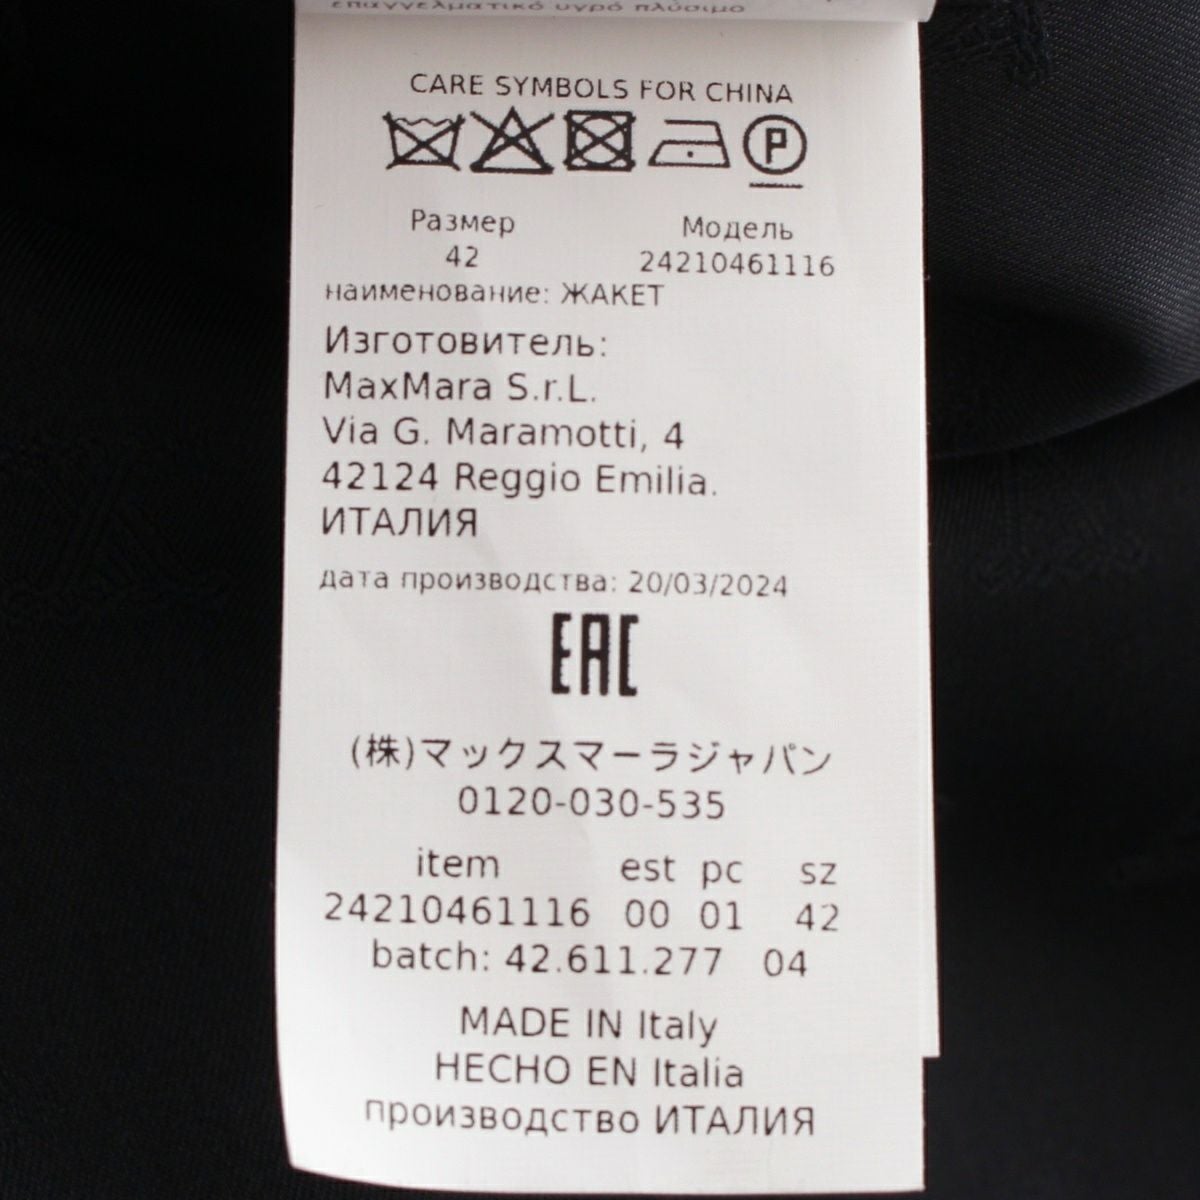 επαγγελματικό υγρό πλύσιμο
CARE SYMBOLS FOR CHINA
P
Размер Модель
42 24210461116
наименование: ЖАКЕТ
Изготовитель:
MaxMara S.r.L.
Via G. Maramotti, 4
42124 Reggio Emilia.
ИТАЛИЯ
дата производства: 20/03/2024
EAC
(株)マックスマーラジャパン
0120-030-535
item est pc sz
24210461116 00 01 42
batch: 42.611.277 04
MADE IN Italy
HECHO EN Italia
производство ИТАЛИЯ